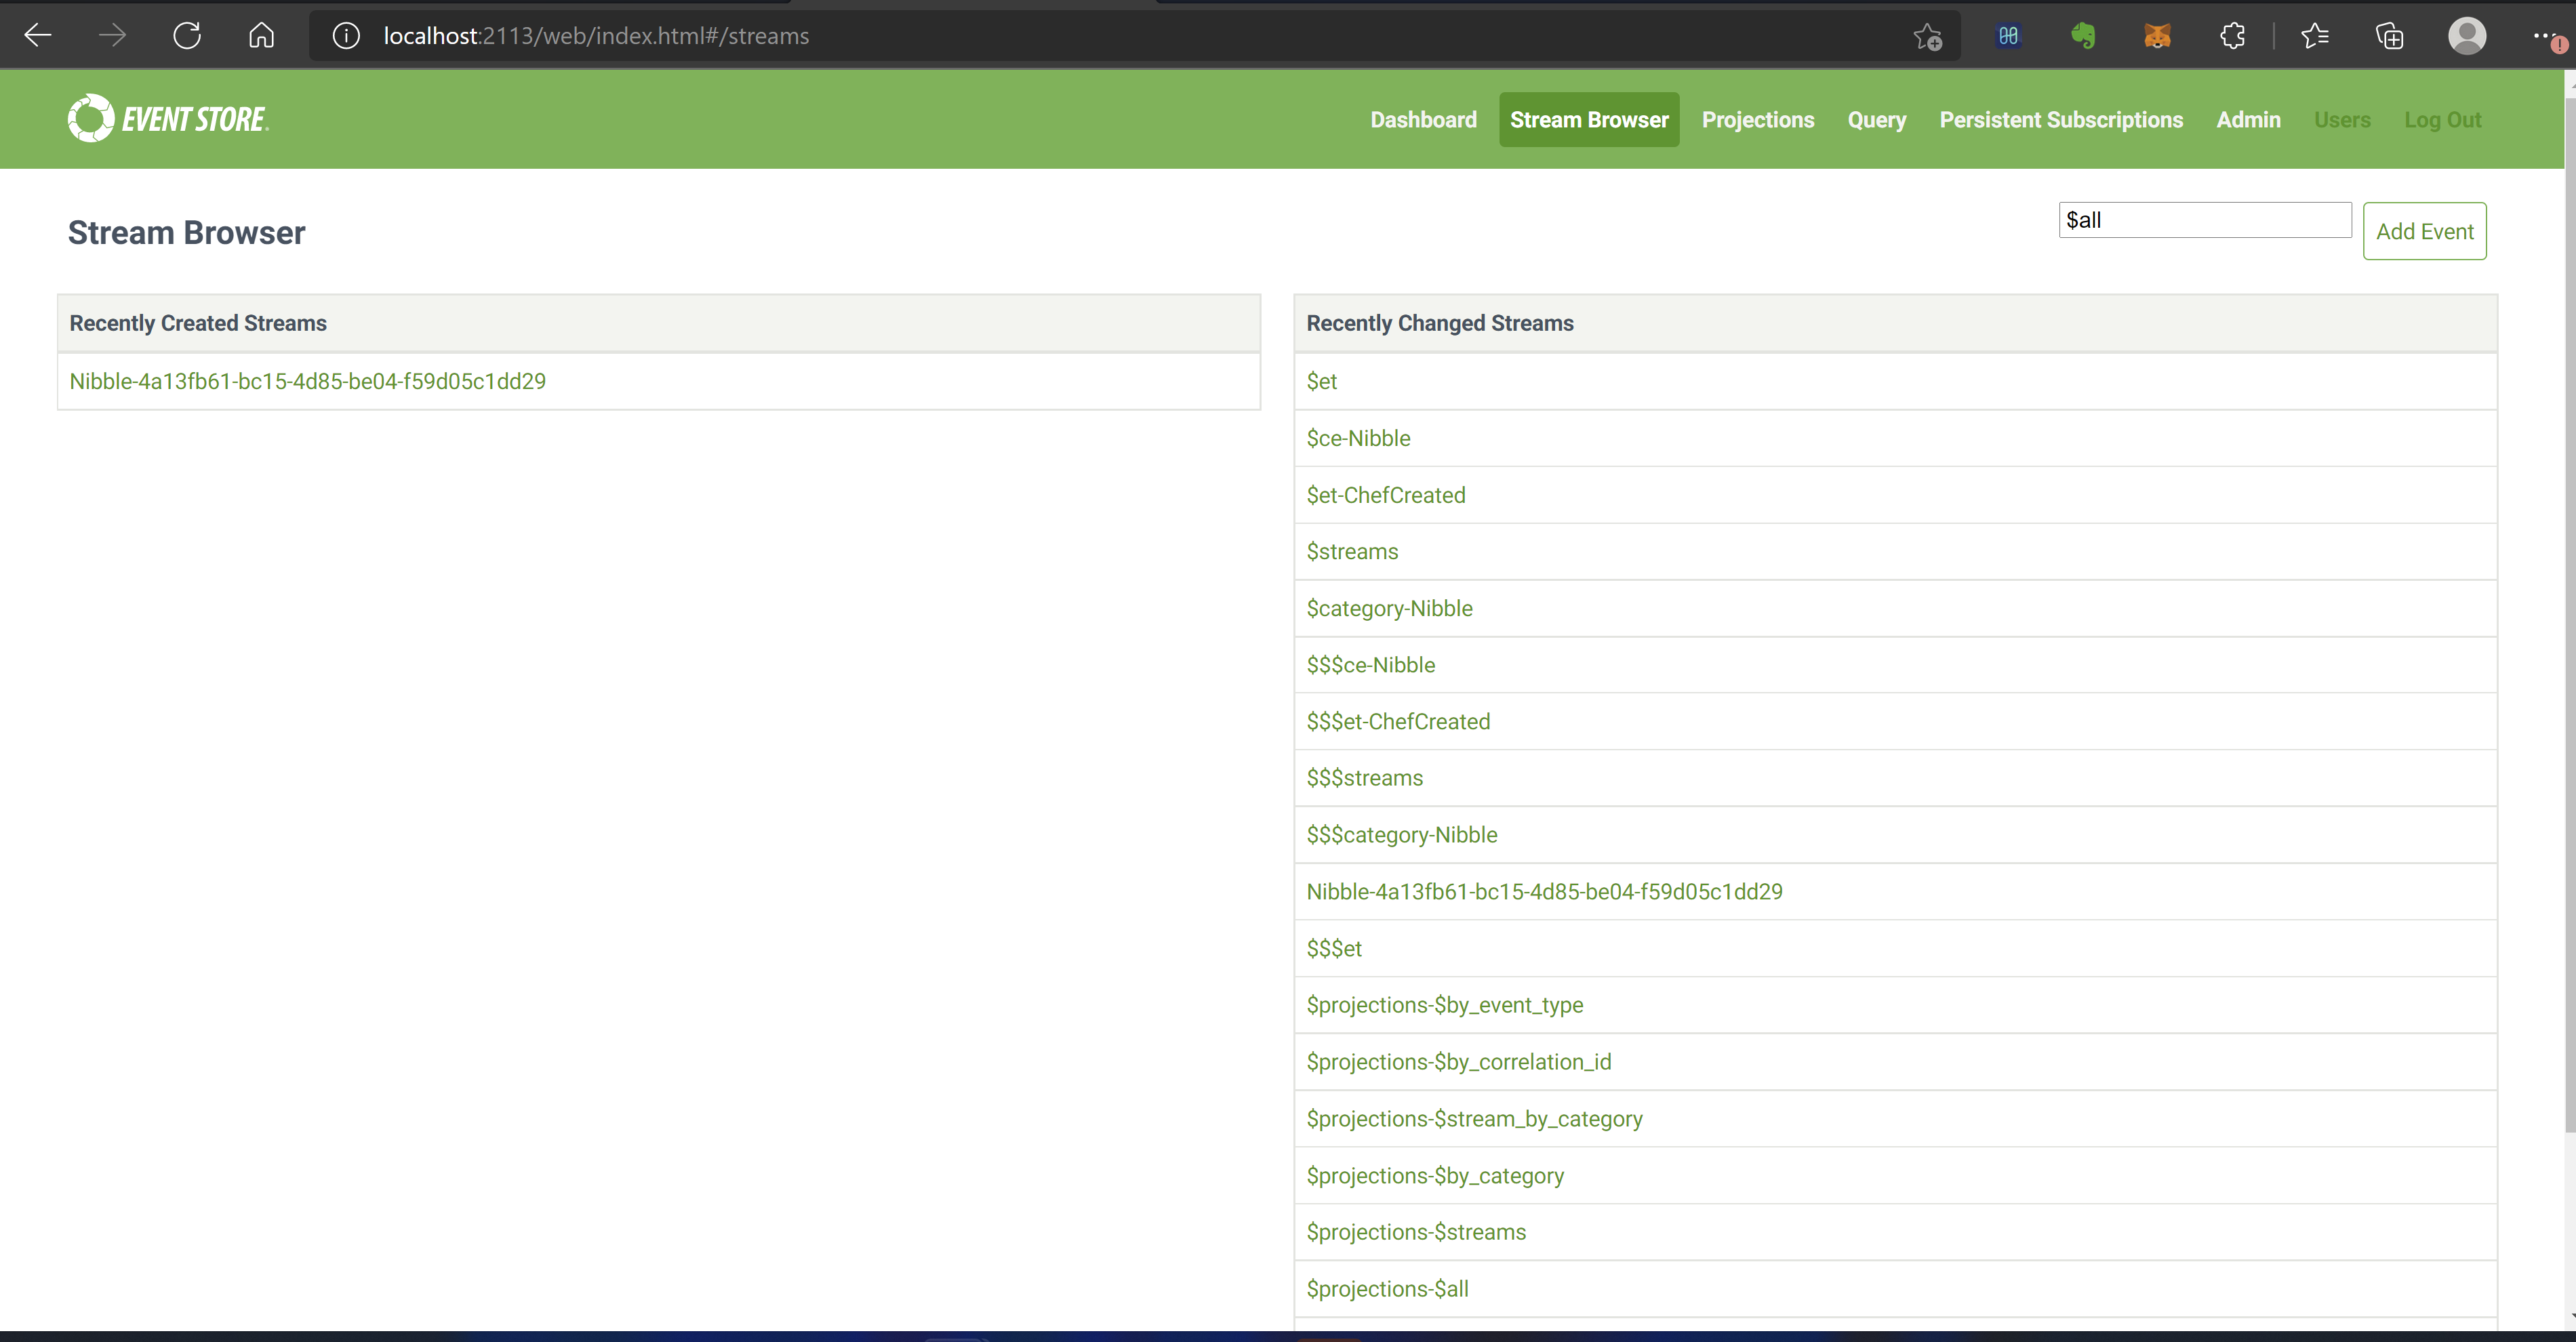 localhost:2113/web/index.html#/streams
EVENT STORE
Dashboard Stream Browser Projections Query Persistent Subscriptions Admin Users Log Out
Stream Browser
$all
Add Event
Recently Created Streams
Nibble-4a13fb61-bc15-4d85-be04-f59d05c1dd29
Recently Changed Streams
$et
$ce-Nibble
$et-ChefCreated
$streams
$category-Nibble
$$$ce-Nibble
$$$et-ChefCreated
$$$streams
$$$category-Nibble
Nibble-4a13fb61-bc15-4d85-be04-f59d05c1dd29
$$$et
$projections-$by_event_type
$projections-$by_correlation_id
$projections-$stream_by_category
$projections-$by_category
$projections-$streams
$projections-$all